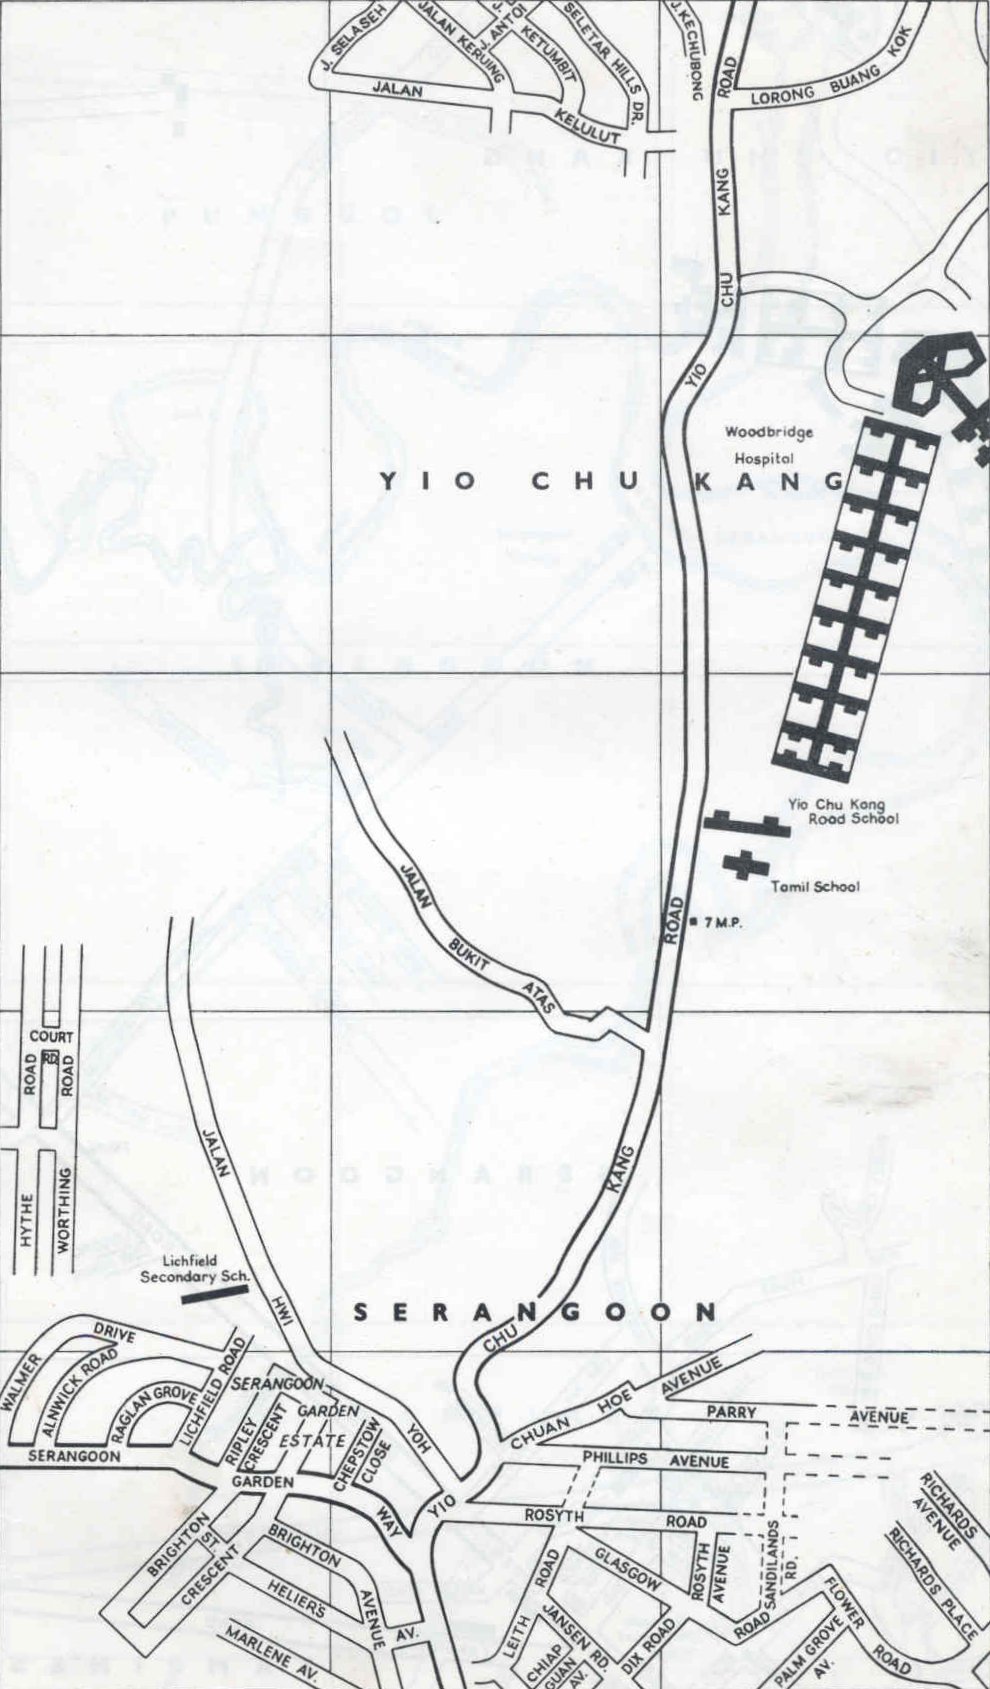 J. SELASEH
JALAN KERUING
J. ANTOI
KETUMBIT
SELETAR HILLS DR.
J. KECHUBONG
ROAD
LORONG BUANG KOK
JALAN
KELULUT
KANG
CHU
YIO
Woodbridge
Hospital
YIO CHU KANG
Yio Chu Kang
Road School
Tamil School
ROAD
7 M.P.
JALAN
BUKIT
ATAS
COURT
RD
ROAD
ROAD
HYTHE
WORTHING
JALAN
KANG
Lichfield
Secondary Sch.
HWI
SERANGOON
CHU
DRIVE
WALMER
ALNWICK ROAD
RAGLAN GROVE
LICHFIELD ROAD
SERANGOON
GARDEN
ESTATE
RIPLEY
CRESCENT
CHEPSTOW
CLOSE
YOH
CHUAN HOE AVENUE
PARRY
AVENUE
SERANGOON
GARDEN
WAY
YIO
PHILLIPS AVENUE
ROSYTH
ROAD
RICHARDS
AVENUE
RICHARDS PLACE
BRIGHTON
ST.
CRESCENT
BRIGHTON
AVENUE
HELIERS
AV.
MARLENE AV.
LEITH
ROAD
GLASGOW
ROAD
ROSYTH
AVENUE
SANDILANDS
RD.
JANSEN RD.
CHIAP
GUAN
AV.
DIX ROAD
PALM GROVE
AV.
FLOWER
ROAD